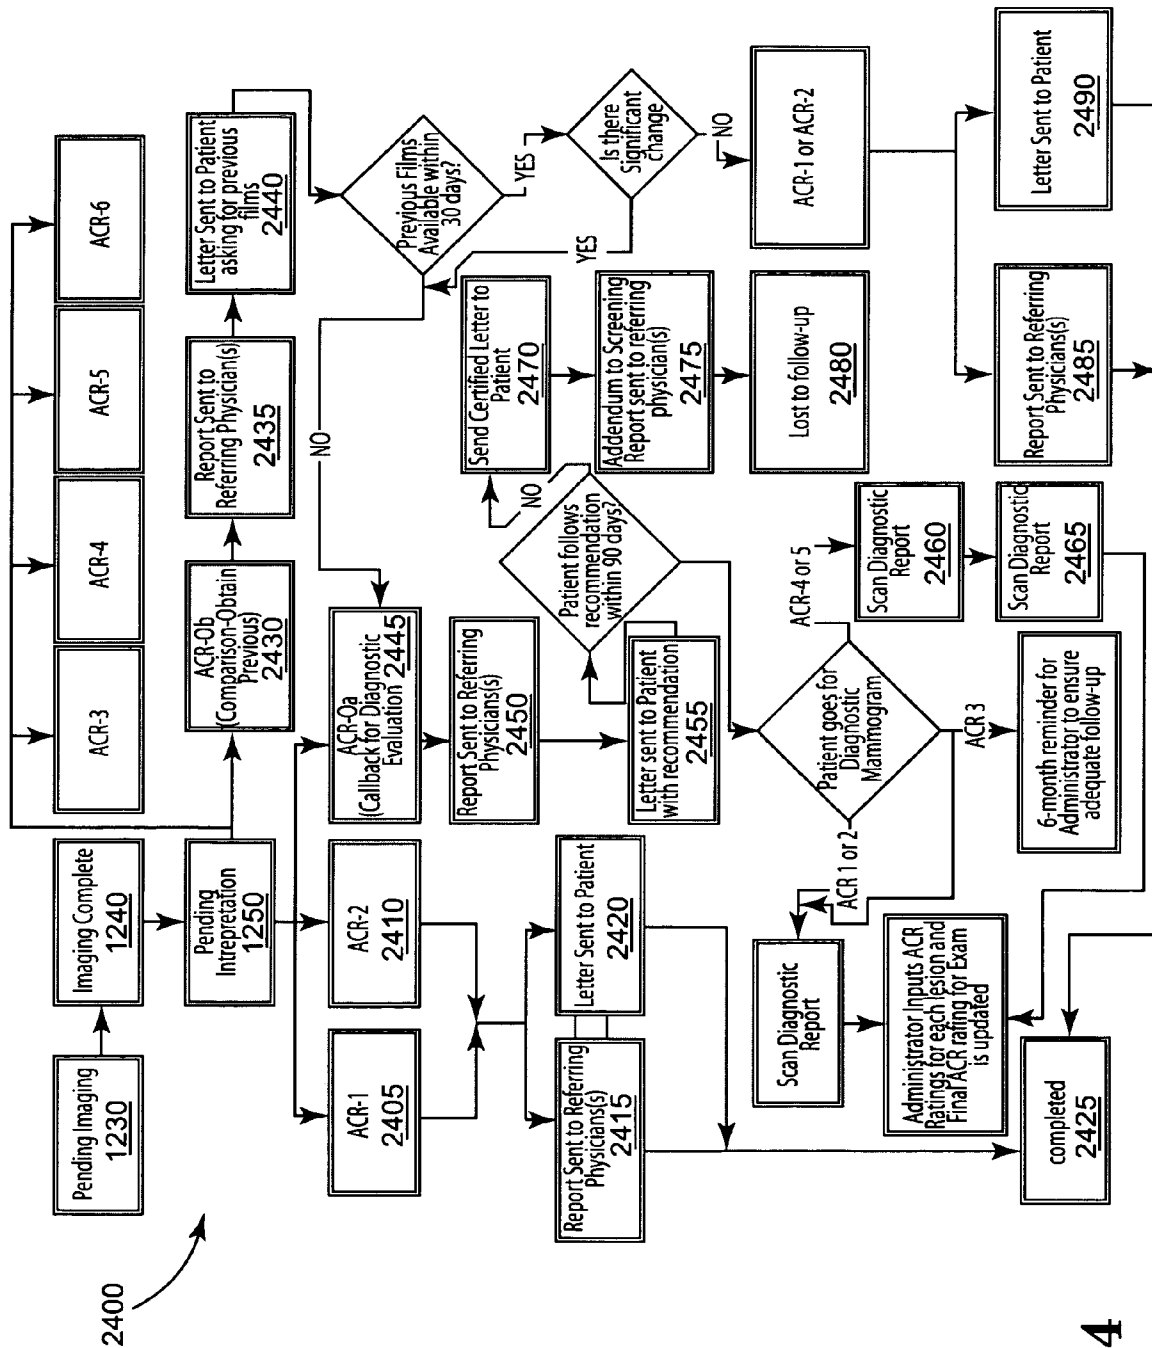 2400
Pending Imaging
1230
Imaging Complete
1240
Pending
Intrepretation
1250
ACR-3
ACR-4
ACR-5
ACR-6
ACR-0b
(Comparison-Obtain
Previous)
2430
Report Sent to
Referring Physician(s)
2435
Letter Sent to Patient
asking for previous
films
2440
ACR-1
2405
ACR-2
2410
ACR-0a
(Callback for Diagnostic
Evaluation)
2445
NO
Previous Films
Available within
30 days?
YES
Is there
Significant
change
YES
NO
Report Sent to Referring
Physicians(s)
2450
Send Certified Letter to
Patient
2470
Report Sent to Referring
Physicians(s)
2415
Letter Sent to Patient
2420
Letter sent to Patient
with recommendation
2455
Patient follows
recommendation
within 90 days?
NO
Addendum to Screening
Report sent to referring
physician(s)
2475
Lost to follow-up
2480
ACR-1 or ACR-2
Scan Diagnostic
Report
ACR 1 or 2
Patient goes for
Diagnostic
Mammogram
ACR-4 or 5
ACR 3
Scan Diagnostic
Report
2460
Administrator Inputs ACR
Ratings for each lesion and
Final ACR rating for Exam
is updated
Scan Diagnostic
Report
2465
Report Sent to Referring
Physicians(s)
2485
Letter Sent to Patient
2490
completed
2425
6-month reminder for
Administrator to ensure
adequate follow-up
4